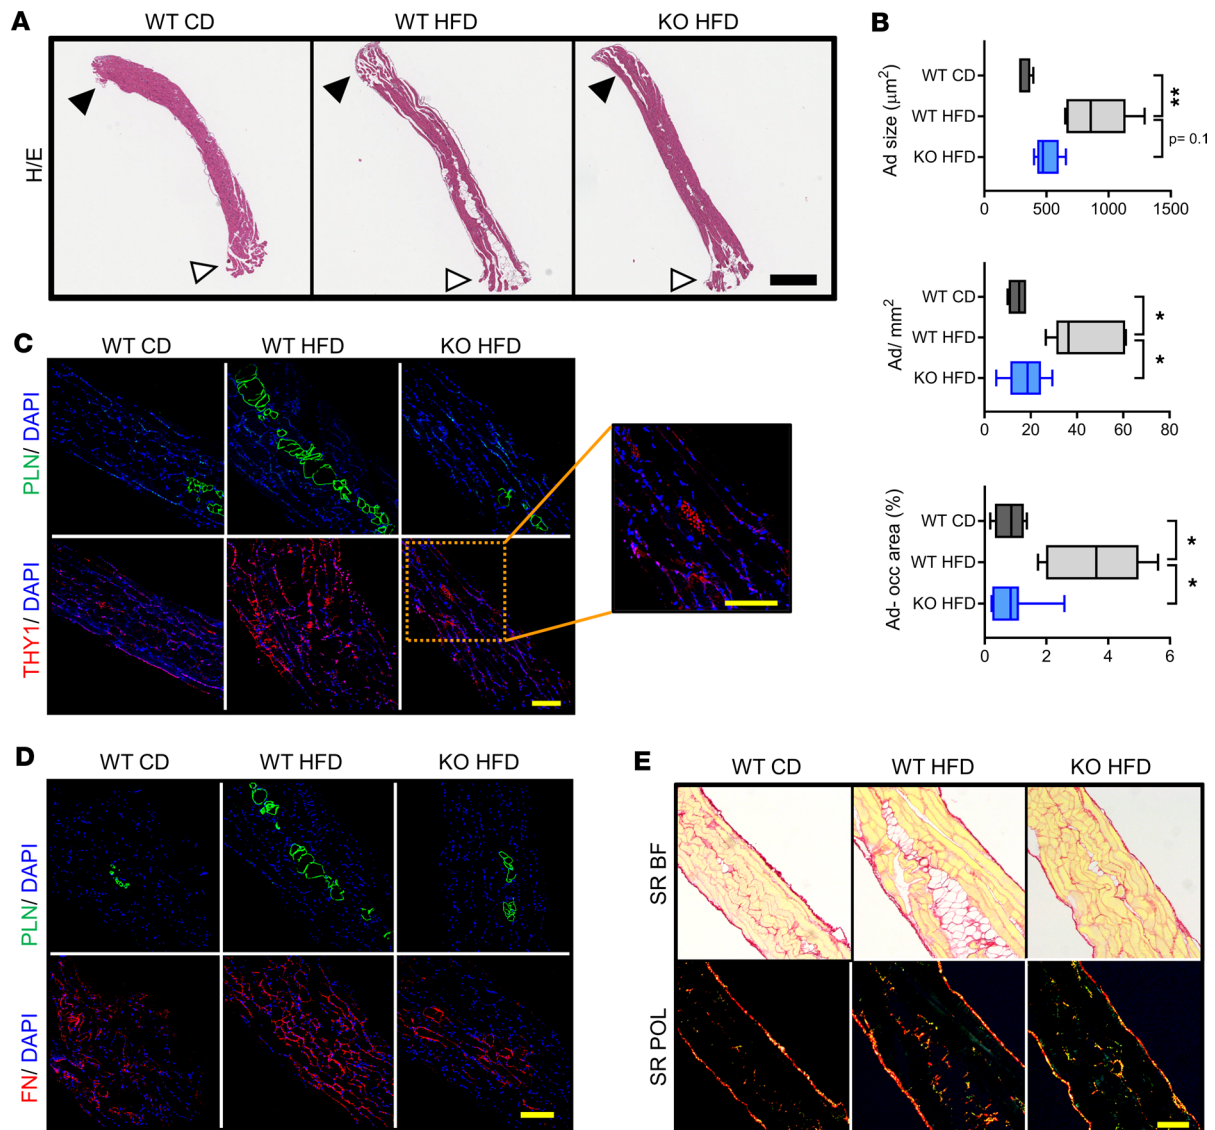 A
WT CD
WT HFD
KO HFD
H/E
B
Ad size (μm²)
WT CD
WT HFD
KO HFD
**
p= 0.1
0
500
1000
1500
Ad/ mm²
WT CD
WT HFD
KO HFD
*
*
0
20
40
60
80
Ad- occ area (%)
WT CD
WT HFD
KO HFD
*
*
0
2
4
6
C
WT CD
WT HFD
KO HFD
PLN/ DAPI
THY1/ DAPI
D
WT CD
WT HFD
KO HFD
PLN/ DAPI
FN/ DAPI
E
WT CD
WT HFD
KO HFD
SR BF
SR POL